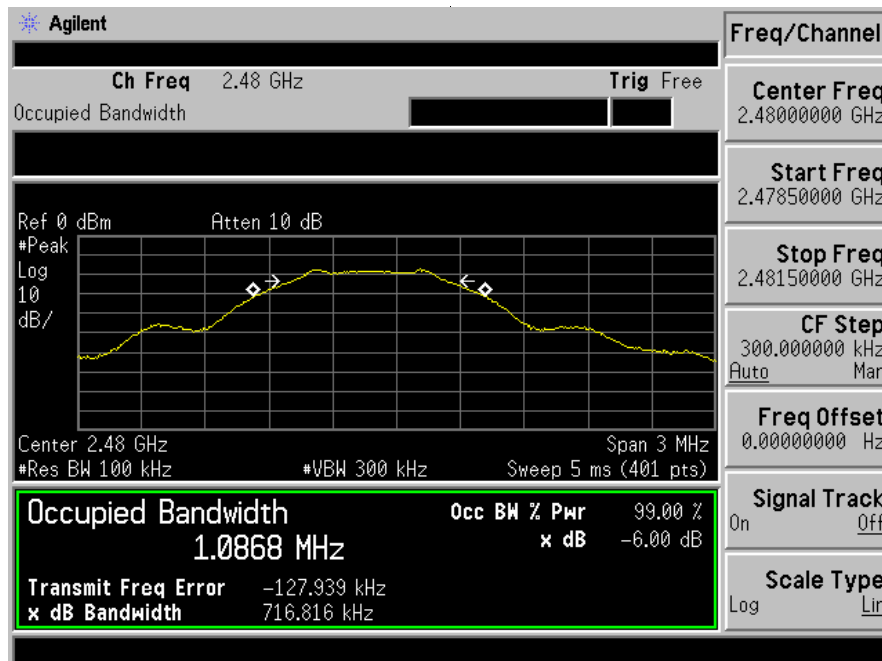 Agilent
Freq/Channel
Ch Freq 2.48 GHz Trig Free
Occupied Bandwidth
Center Freq
2.48000000 GHz
Start Freq
2.47850000 GHz
Stop Freq
2.48150000 GHz
CF Step
300.000000 kHz
Auto Man
Freq Offset
0.00000000 Hz
Signal Track
On Off
Scale Type
Log Lin
Ref 0 dBm Atten 10 dB
#Peak
Log
10
dB/
Center 2.48 GHz Span 3 MHz
#Res BW 100 kHz #VBW 300 kHz Sweep 5 ms (401 pts)
Occupied Bandwidth
1.0868 MHz
Occ BW % Pwr 99.00 %
x dB -6.00 dB
Transmit Freq Error -127.939 kHz
x dB Bandwidth 716.816 kHz